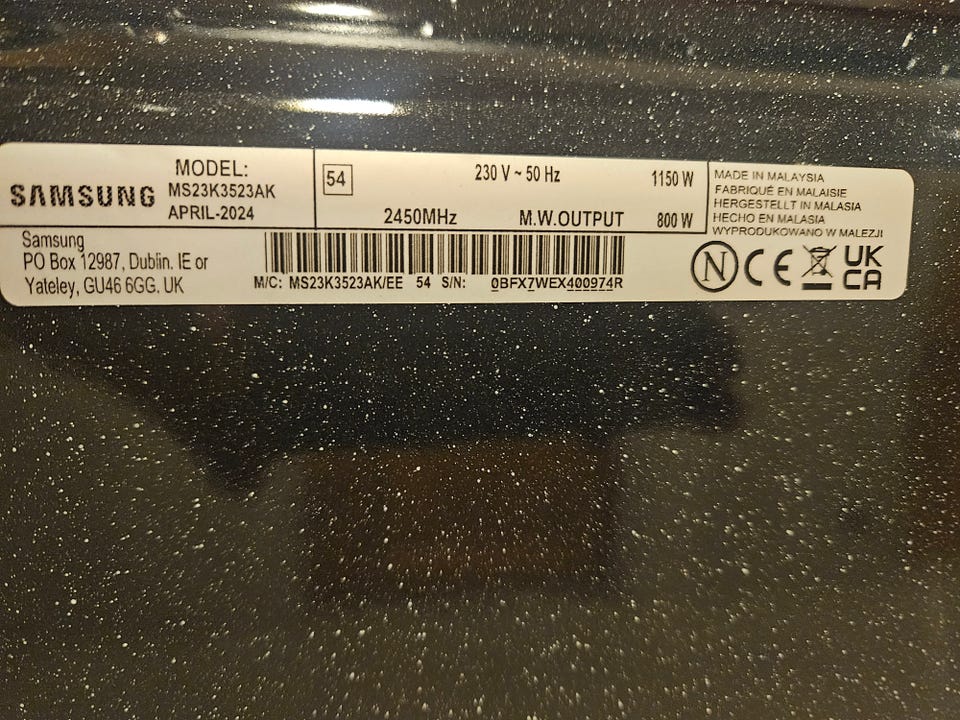 SAMSUNG
MODEL:
MS23K3523AK
APRIL-2024
54
230 V ~ 50 Hz
1150 W
2450MHz
M.W.OUTPUT
800 W
MADE IN MALAYSIA
FABRIQUÉ EN MALAISIE
HERGESTELLT IN MALASIA
HECHO EN MALASIA
WYPRODUKOWANO W MALEZJI
Samsung
PO Box 12987, Dublin. IE or
Yateley, GU46 6GG. UK
M/C: MS23K3523AK/EE 54 S/N: 0BFX7WEX400974R
N CE UK
CA